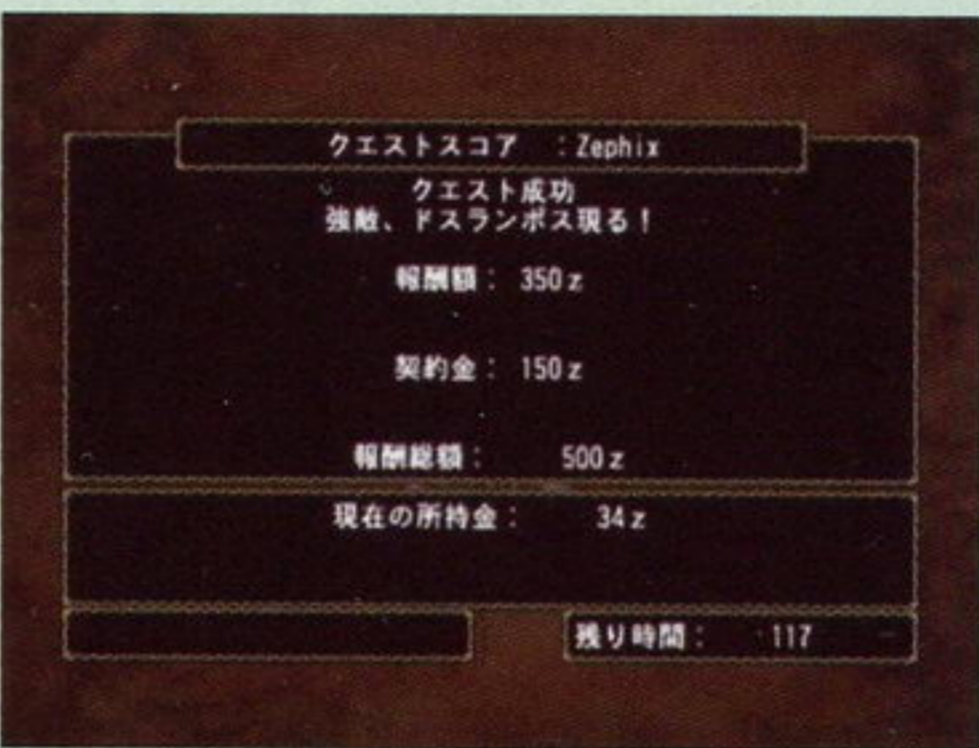 クエストスコア :Zephix
クエスト成功
強敵、ドスランポス現る!
報酬額: 350z
契約金: 150z
報酬総額: 500z
現在の所持金: 34z
残り時間: 117